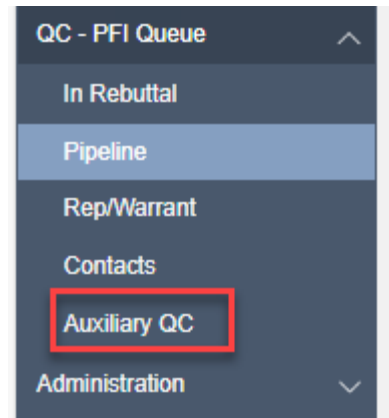 QC - PFI Queue
In Rebuttal
Pipeline
Rep/Warrant
Contacts
Auxiliary QC
Administration